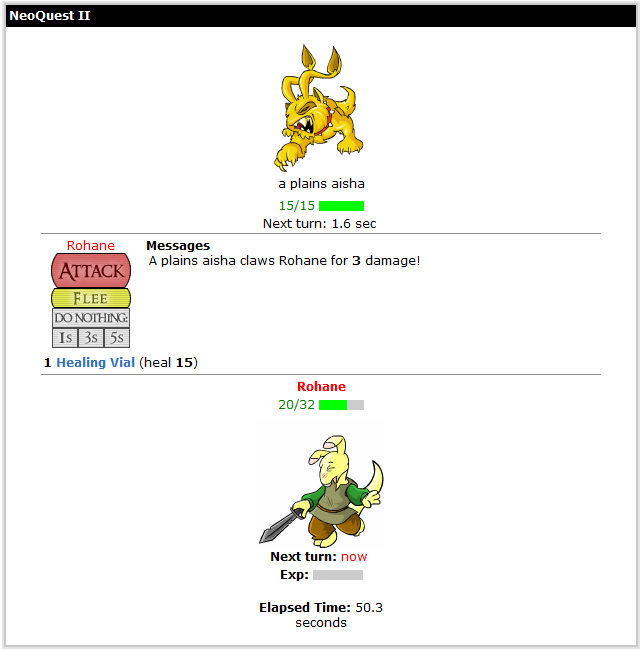 NeoQuest II
a plains aisha
15/15
Next turn: 1.6 sec
Rohane
Messages
ATTACK
A plains aisha claws Rohane for 3 damage!
FLEE
DO NOTHING:
1s 3s 5s
1 Healing Vial (heal 15)
Rohane
20/32
Next turn: now
Exp:
Elapsed Time: 50.3
seconds